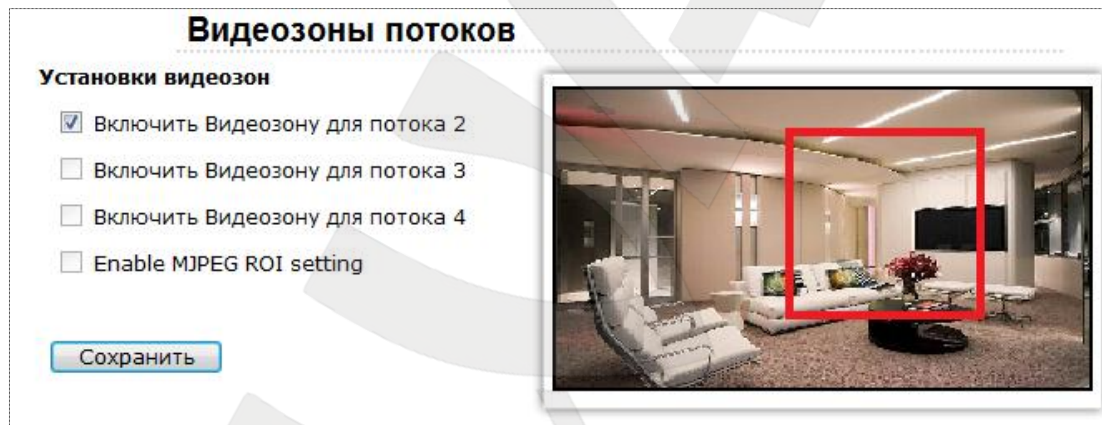 Видеозоны потоков
Установки видеозон
Включить Видеозону для потока 2
Включить Видеозону для потока 3
Включить Видеозону для потока 4
Enable MJPEG ROI setting
Сохранить